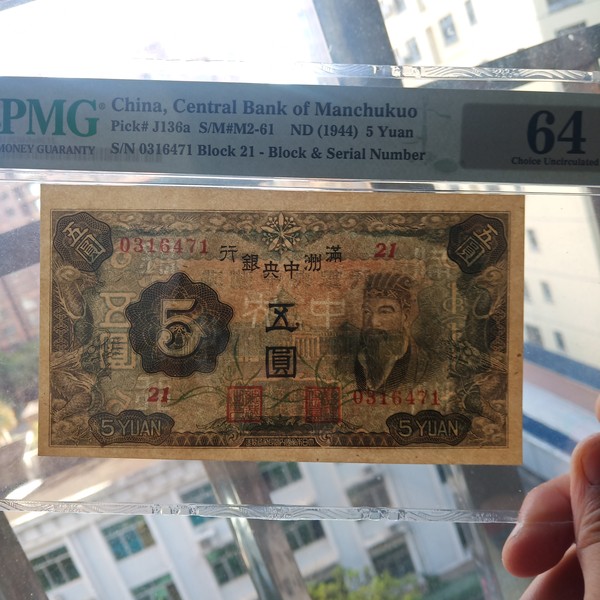 PMG
MONEY GUARANTY
China, Central Bank of Manchukuo
Pick# J136a S/M#M2-61 ND (1944) 5 Yuan
S/N 0316471 Block 21 - Block & Serial Number
64
Choice Uncirculated
五圓
0316471
行銀央中洲滿
21
五圓
5
五圓
21
0316471
5 YUAN
5 YUAN